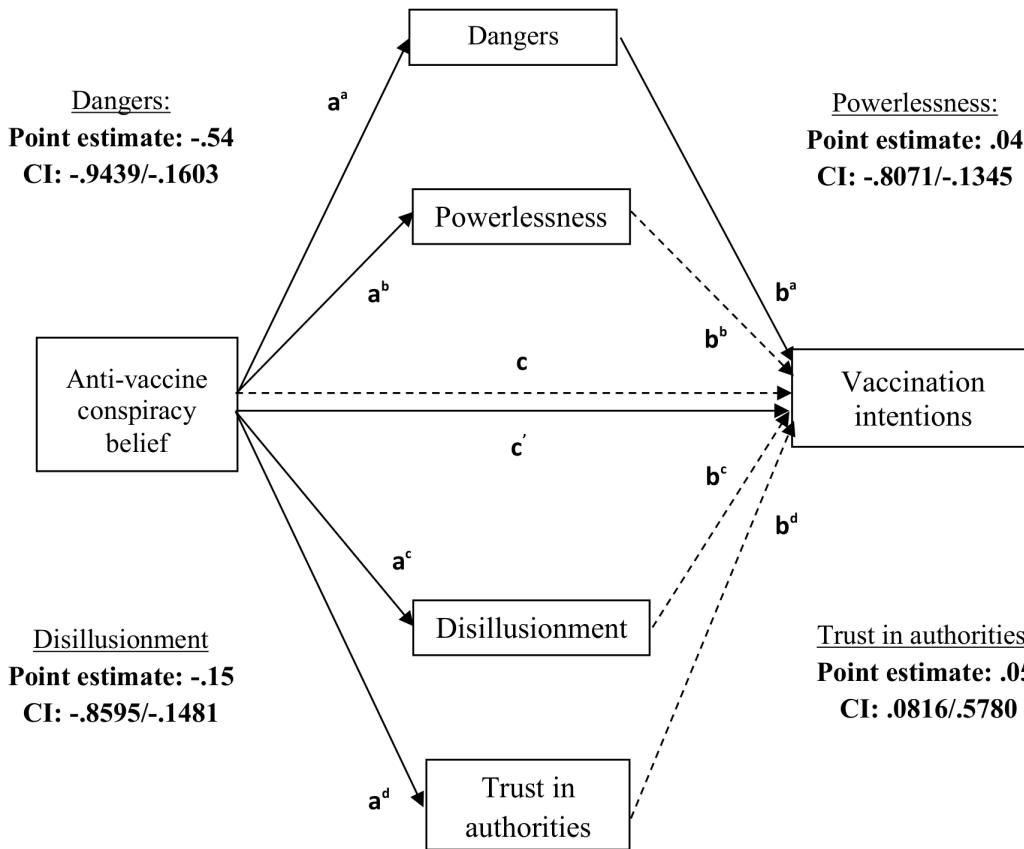 Dangers
Dangers:
Point estimate: -.54
CI: -.9439/-.1603
aᵃ
Powerlessness:
Point estimate: .04
CI: -.8071/-.1345
Powerlessness
aᵇ
bᵃ
bᵇ
Anti-vaccine
conspiracy
belief
c
c′
Vaccination
intentions
bᶜ
bᵈ
aᶜ
Disillusionment
Disillusionment
Point estimate: -.15
CI: -.8595/-.1481
Trust in authorities
Point estimate: .05
CI: .0816/.5780
aᵈ
Trust in
authorities